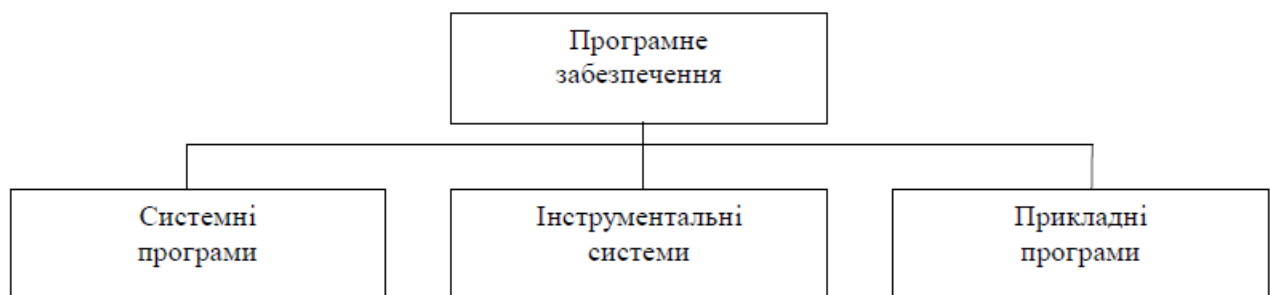 Програмне
забезпечення
Системні
програми
Інструментальні
системи
Прикладні
програми